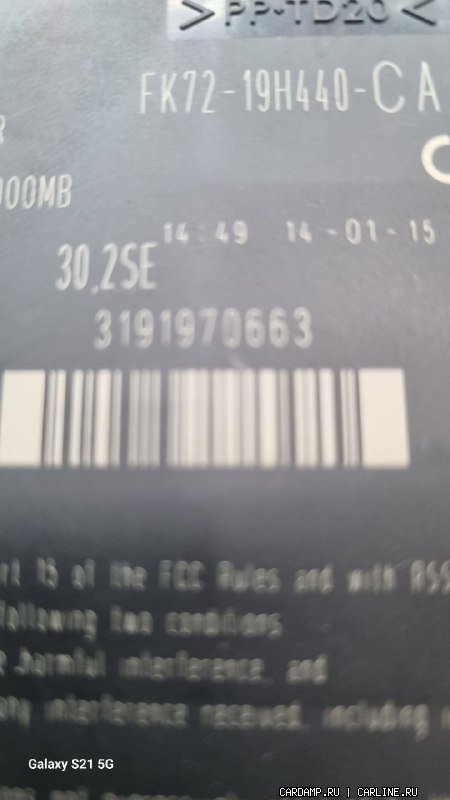 > PP-TD20 <
FK72-19H440-CA
000MB
14:49 14-01-15
30.2SE
3191970663
15 of the FCC Rules and with RSS
following two conditions
harmful interference, and
interference received, including
Galaxy S21 5G
CARDAMP.RU | CARLINE.RU